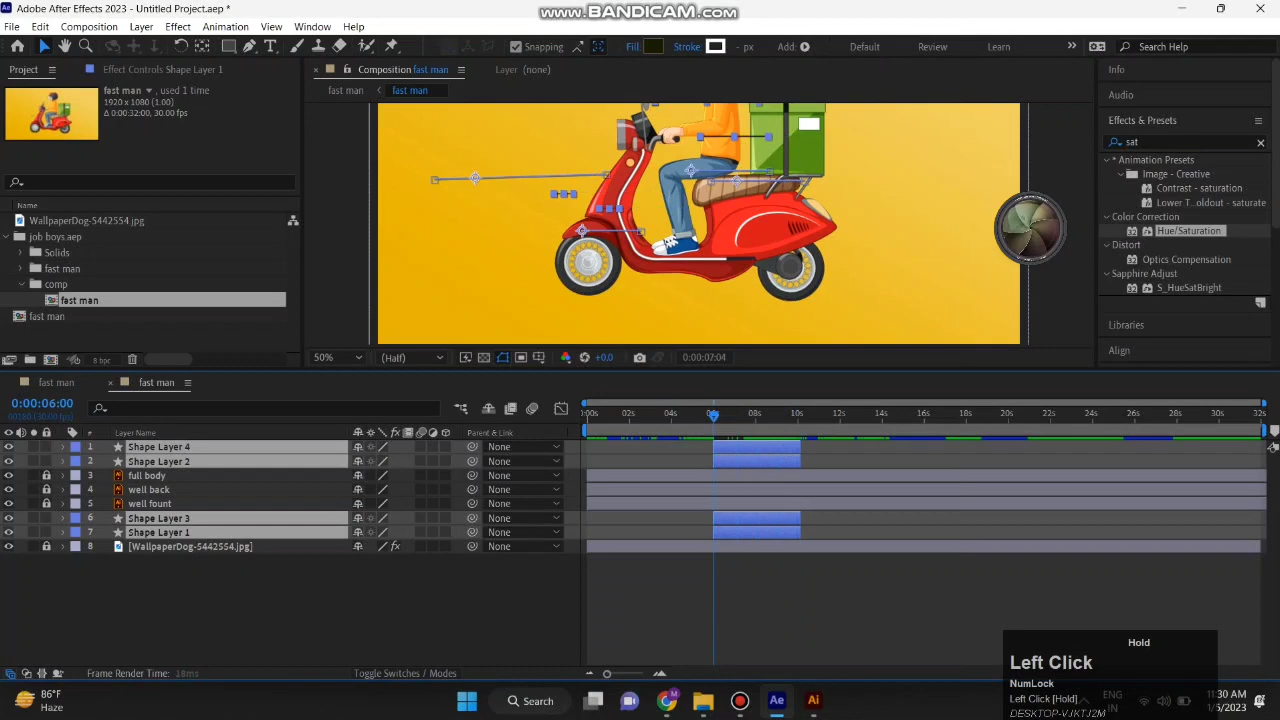 Adobe After Effects 2023 - Untitled Project.aep *
www.BANDICAM.com
File Edit Composition Layer Effect Animation View Window Help
Snapping Fill: Stroke: - px Add: Default Review Learn Search Help
Project Effect Controls Shape Layer 1
fast man , used 1 time
1920 x 1080 (1.00)
Δ 0:00:32:00, 30.00 fps
Composition fast man Layer (none)
fast man fast man
Info
Audio
Effects & Presets
sat
* Animation Presets
Image - Creative
Contrast - saturation
Lower T...oldout - saturate
Color Correction
Hue/Saturation
Distort
Optics Compensation
Sapphire Adjust
S_HueSatBright
Libraries
Align
Name
WallpaperDog-5442554.jpg
job boys.aep
Solids
fast man
comp
fast man
fast man
8 bpc
50% (Half) +0.0 0:00:07:04
fast man fast man
0:00:06:00
00180 (30.00 fps)
:00s 02s 04s 06s 08s 10s 12s 14s 16s 18s 20s 22s 24s 26s 28s 30s 32s
# Layer Name Parent & Link
1 Shape Layer 4 None
2 Shape Layer 2 None
3 full body None
4 well back None
5 well fount None
6 Shape Layer 3 None
7 Shape Layer 1 None
8 [WallpaperDog-5442554.jpg] None
Frame Render Time: 18ms Toggle Switches / Modes
Hold
Left Click
NumLock
Left Click [Hold]
DESKTOP-VJKTJ2M
86°F
Haze
Search
Ae
Ai
ENG
IN
11:30 AM
1/5/2023